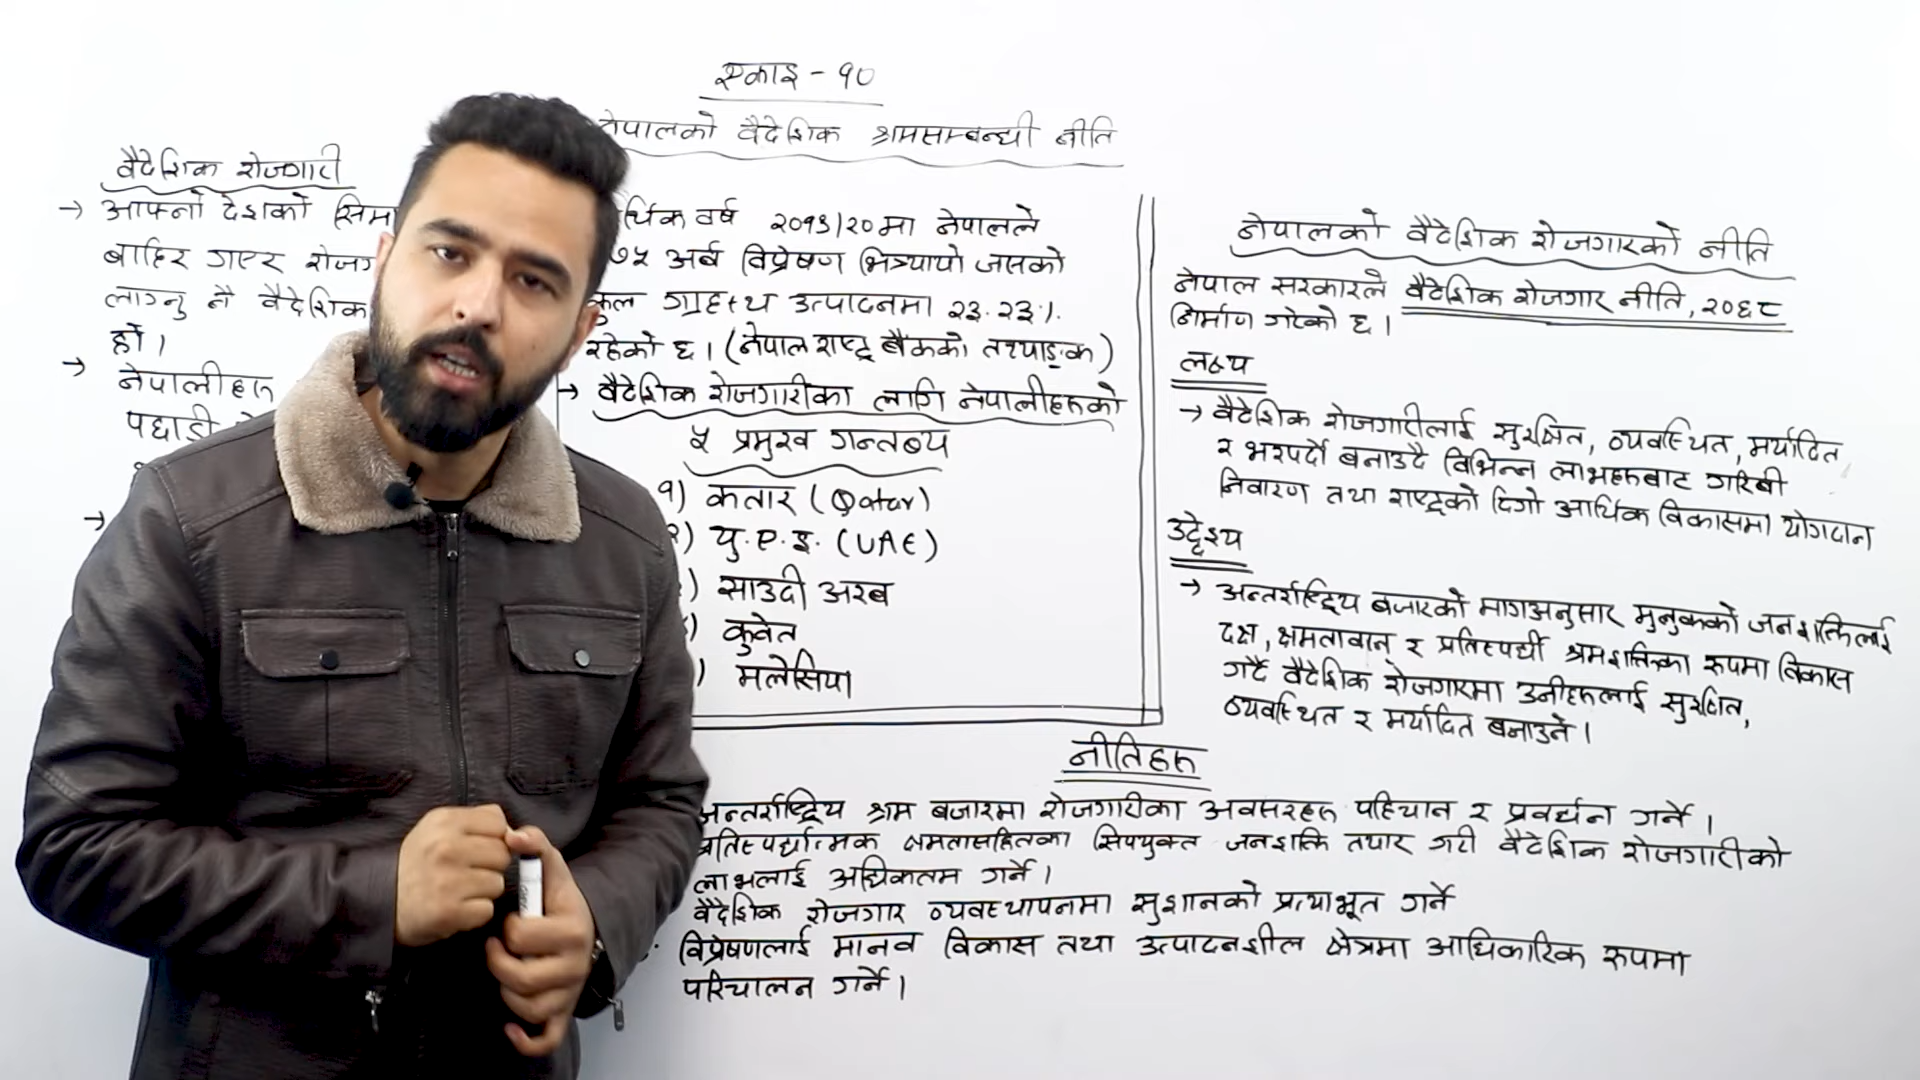 एकाइ - १०
नेपालको वैदेशिक श्रमसम्बन्धी नीति
वैदेशिक रोजगारी
→ आफ्नो देशको सिमा
बाहिर गएर रोजग
लाग्नु नै वैदेशिक
हो।
→ नेपालीहरू
पहाडी
→
र्थिक वर्ष २०१९/२० मा नेपालले
७५ अर्ब विप्रेषण भित्र्यायो जसको
कुल ग्राहस्थ उत्पादनमा २३.२३%
रहेको छ। (नेपाल राष्ट्र बैंकको तथ्याङ्क)
→ वैदेशिक रोजगारीका लागि नेपालीहरूको
५ प्रमुख गन्तब्य
१) कतार (Qatar)
२) यु.ए.इ. (UAE)
) साउदी अरब
) कुवेत
) मलेसिया
नेपालको वैदेशिक रोजगारको नीति
नेपाल सरकारले वैदेशिक रोजगार नीति, २०६८
निर्माण गरेको छ।
लक्ष्य
→ वैदेशिक रोजगारीलाई सुरक्षित, व्यवस्थित, मर्यादित
र भरपर्दो बनाउदै विभिन्न लाभहरूबाट गरिबी
निवारण तथा राष्ट्रको दिगो आर्थिक विकासमा योगदान
उद्देश्य
→ अन्तर्राष्ट्रिय बजारको मागअनुसार मुलुकको जनशक्तिलाई
दक्ष, क्षमतावान र प्रतिस्पर्धी श्रमशक्तिका रूपमा विकास
गर्दै वैदेशिक रोजगारमा उनीहरूलाई सुरक्षित,
व्यवस्थित र मर्यादित बनाउने।
नीतिहरू
अन्तर्राष्ट्रिय श्रम बजारमा रोजगारीका अवसरहरू पहिचान र प्रवर्धन गर्ने।
प्रतिस्पर्धात्मक क्षमतासहितका सिपयुक्त जनशक्ति तयार गरी वैदेशिक रोजगारीको
लाभलाई अधिकतम गर्ने।
वैदेशिक रोजगार व्यवस्थापनमा सुशानको प्रत्याभूत गर्ने
विप्रेषणलाई मानव विकास तथा उत्पादनशील क्षेत्रमा आधिकारिक रूपमा
परिचालन गर्ने।